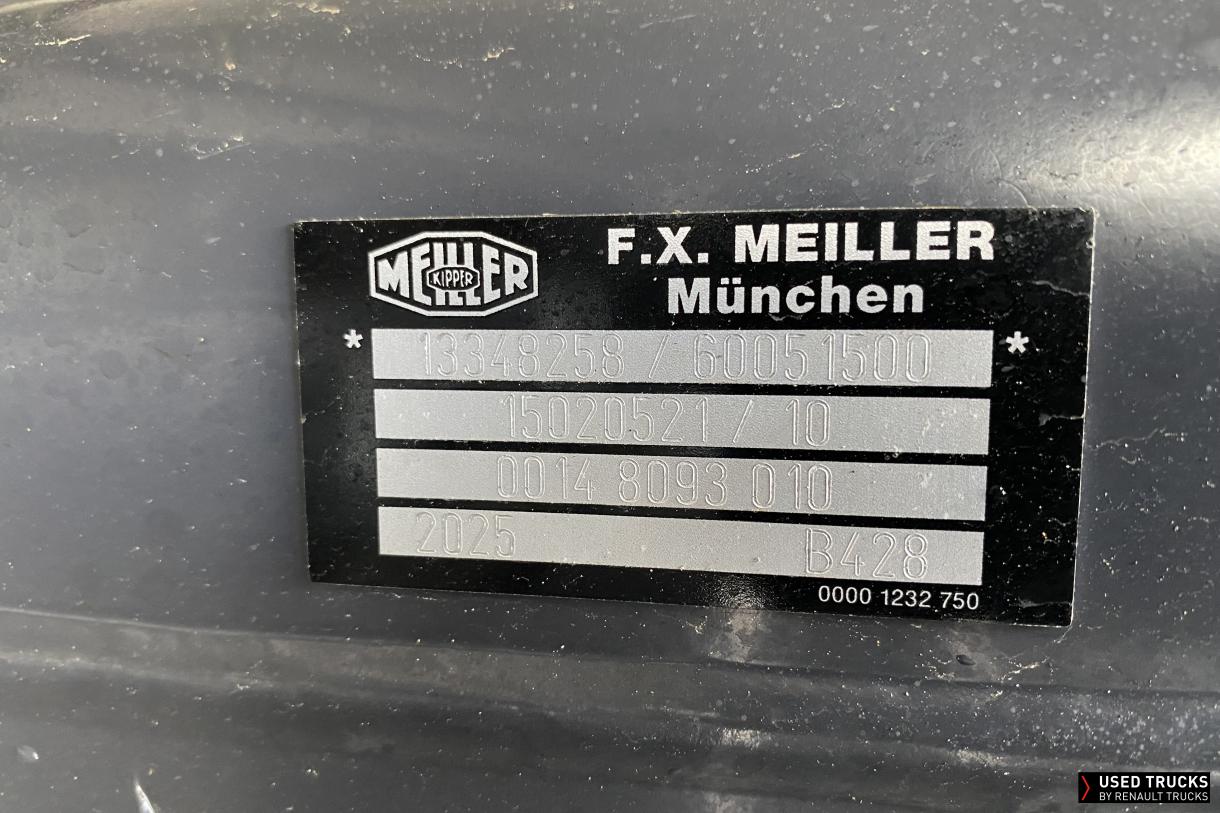 MEILLER
KIPPER
F.X. MEILLER
München
* 13348258 / 60051500 *
15020521 / 10
0014 8093 010
2025 B428
0000 1232 750
USED TRUCKS
BY RENAULT TRUCKS